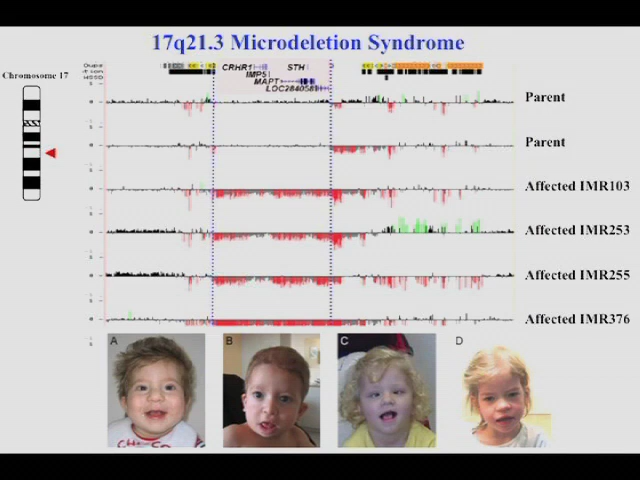 17q21.3 Microdeletion Syndrome
Chromosome 17
CRHR1
STH
IMP5
MAPT
Parent
Parent
Affected IMR103
Affected IMR253
Affected IMR255
Affected IMR376
A
B
C
D